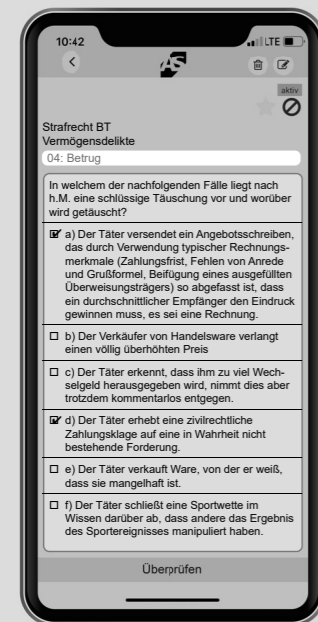 10:42
LTE
AS
aktiv
Strafrecht BT
Vermögensdelikte
04: Betrug
In welcher der nachfolgenden Fälle liegt nach
h.M. eine schlüssige Täuschung vor und worüber
wird getäuscht?
a) Der Täter versendet ein Angebotsschreiben,
das durch Verwendung typischer Rechnungs-
merkmale (Zahlungsfrist, Fehlen von Anrede
und Grußformel, Beifügung eines ausgefüllten
Überweisungsträgers) so abgefasst ist, dass
ein durchschnittlicher Empfänger den Eindruck
gewinnen muss, es sei eine Rechnung.
b) Der Verkäufer von Handelsware verlangt
einen völlig überhöhten Preis
c) Der Täter erkennt, dass ihm zu viel Wech-
selgeld herausgegeben wird, nimmt dies aber
trotzdem kommentarlos entgegen.
d) Der Täter erhebt eine zivilrechtliche
Zahlungsklage auf eine in Wahrheit nicht
bestehende Forderung.
e) Der Täter verkauft Ware, von der er weiß,
dass sie mangelhaft ist.
f) Der Täter schließt eine Sportwette im
Wissen darüber ab, dass andere das Ergebnis
des Sportereignisses manipuliert haben.
Überprüfen